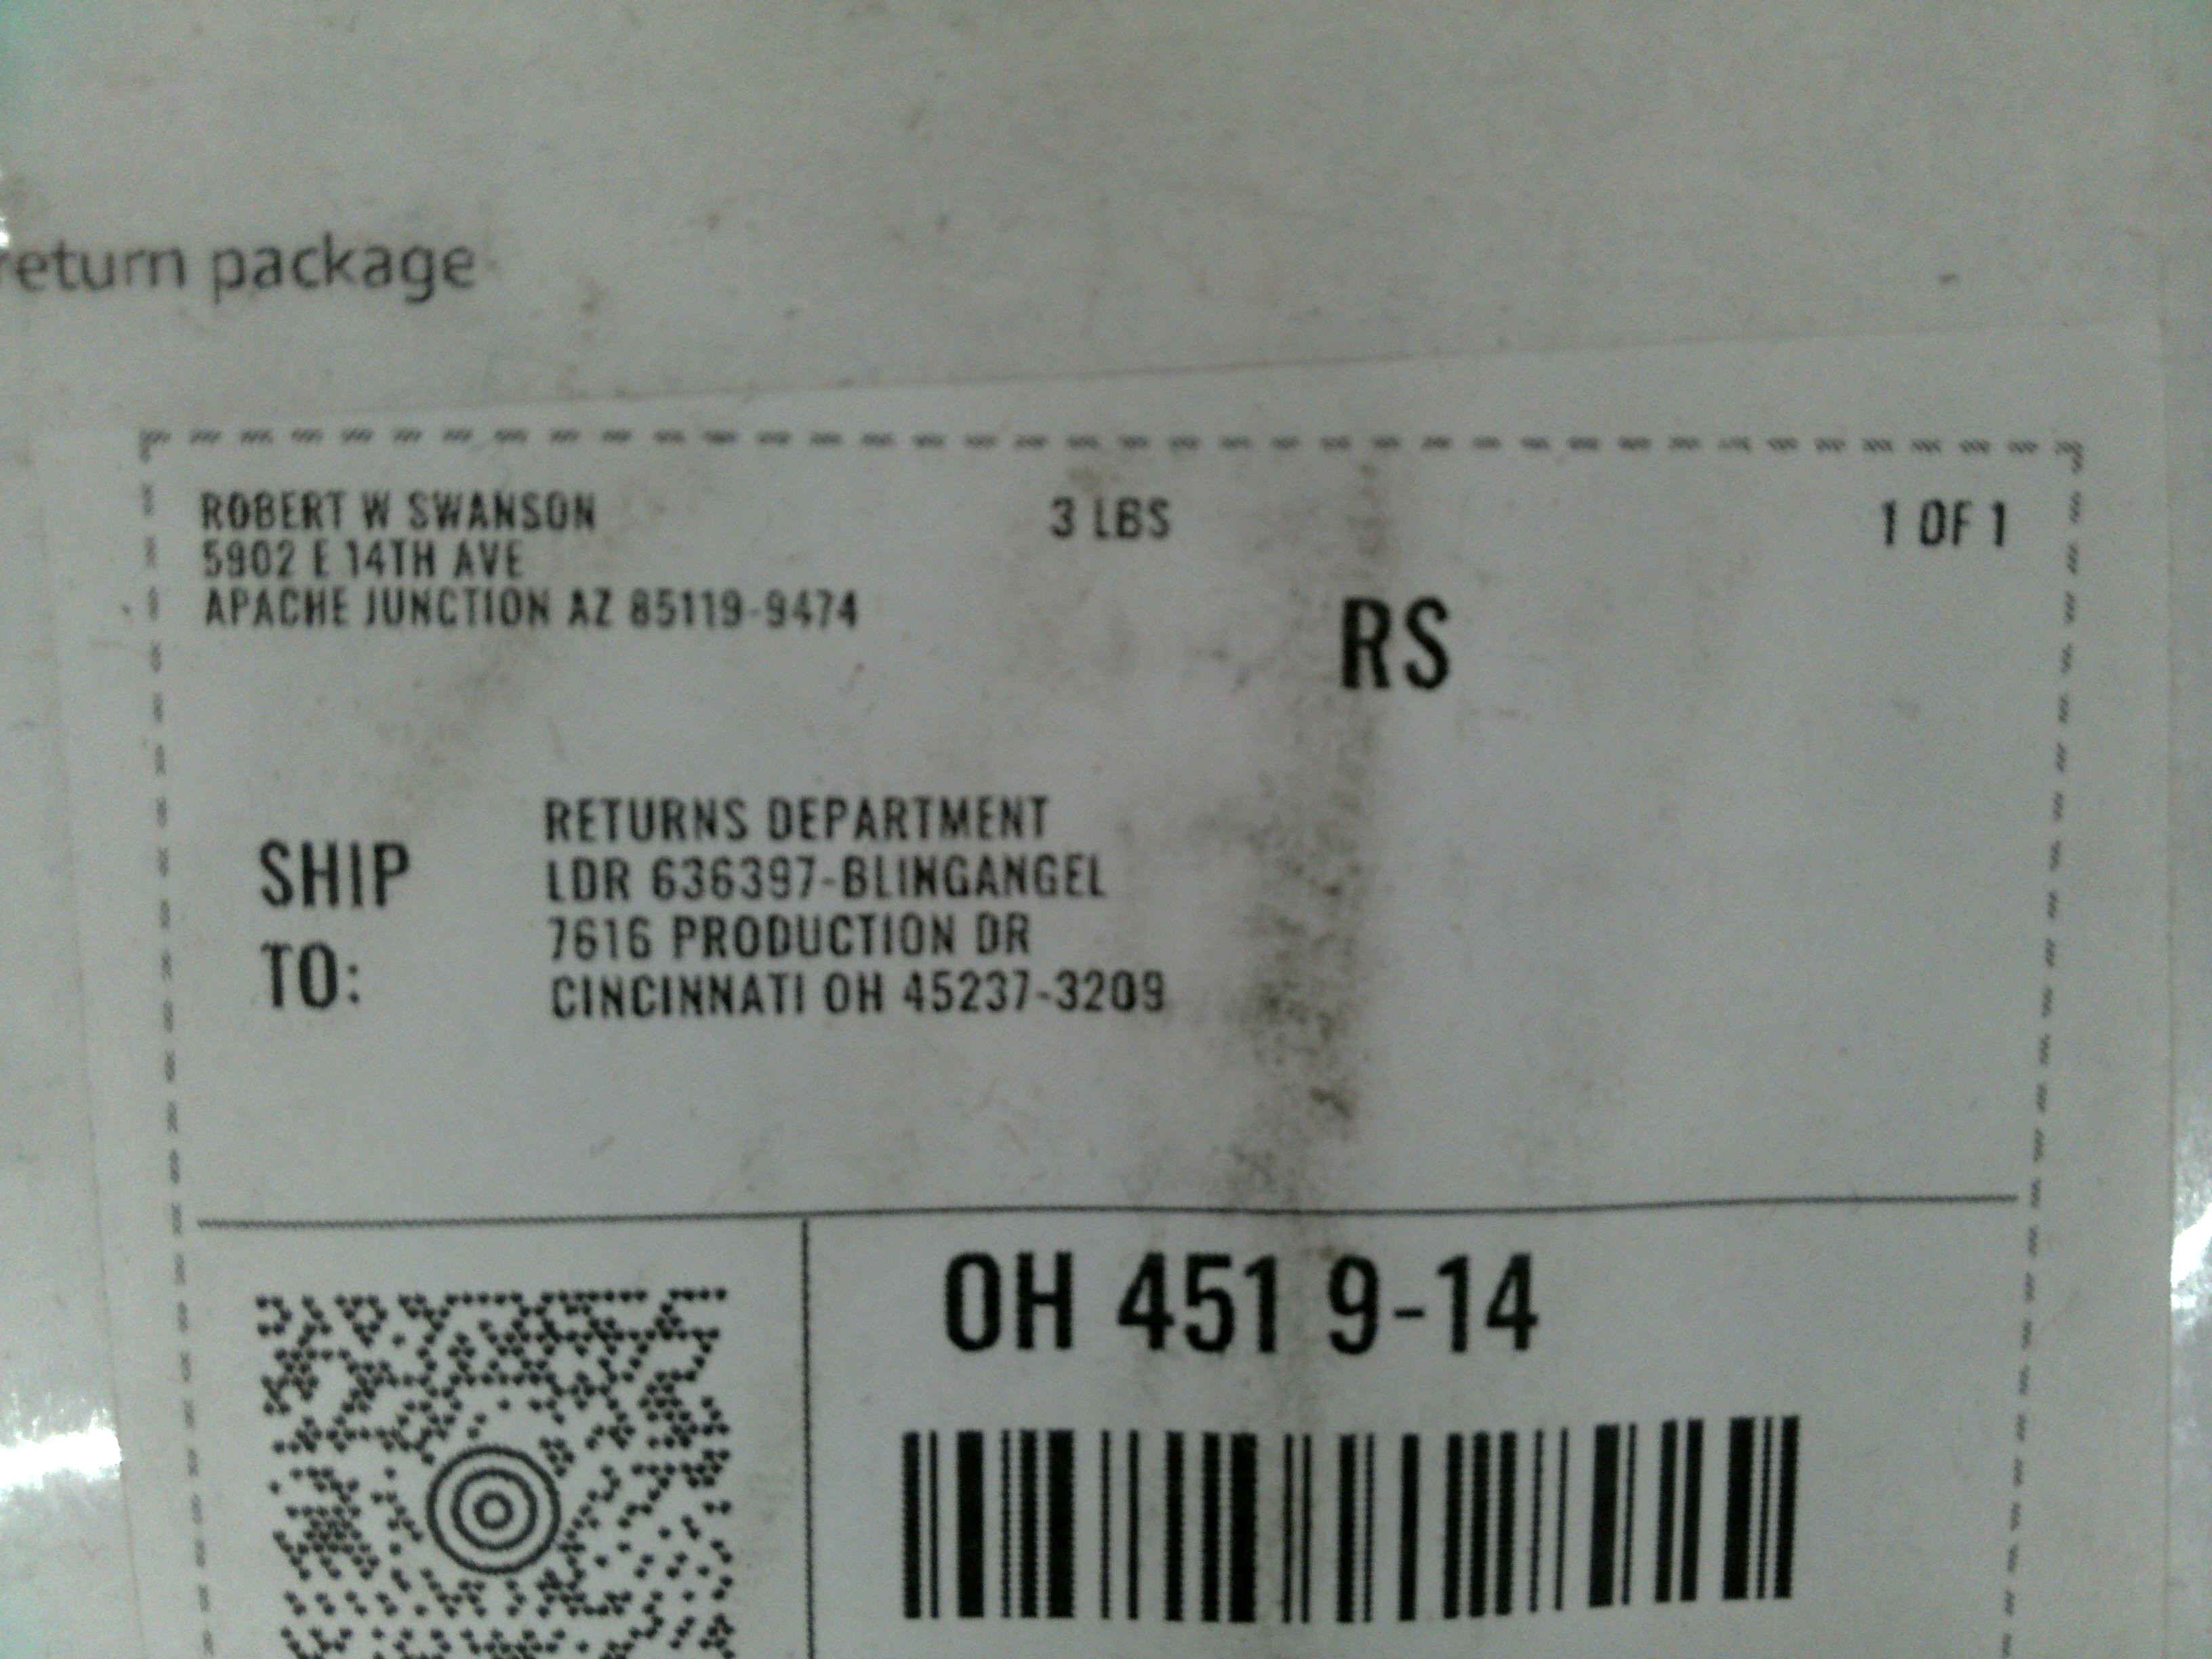 return package
ROBERT W SWANSON
5902 E 14TH AVE
APACHE JUNCTION AZ 85119-9474
3 LBS
1 OF 1
RS
SHIP
TO:
RETURNS DEPARTMENT
LDR 636397-BLINGANGEL
7616 PRODUCTION DR
CINCINNATI OH 45237-3209
OH 451 9-14